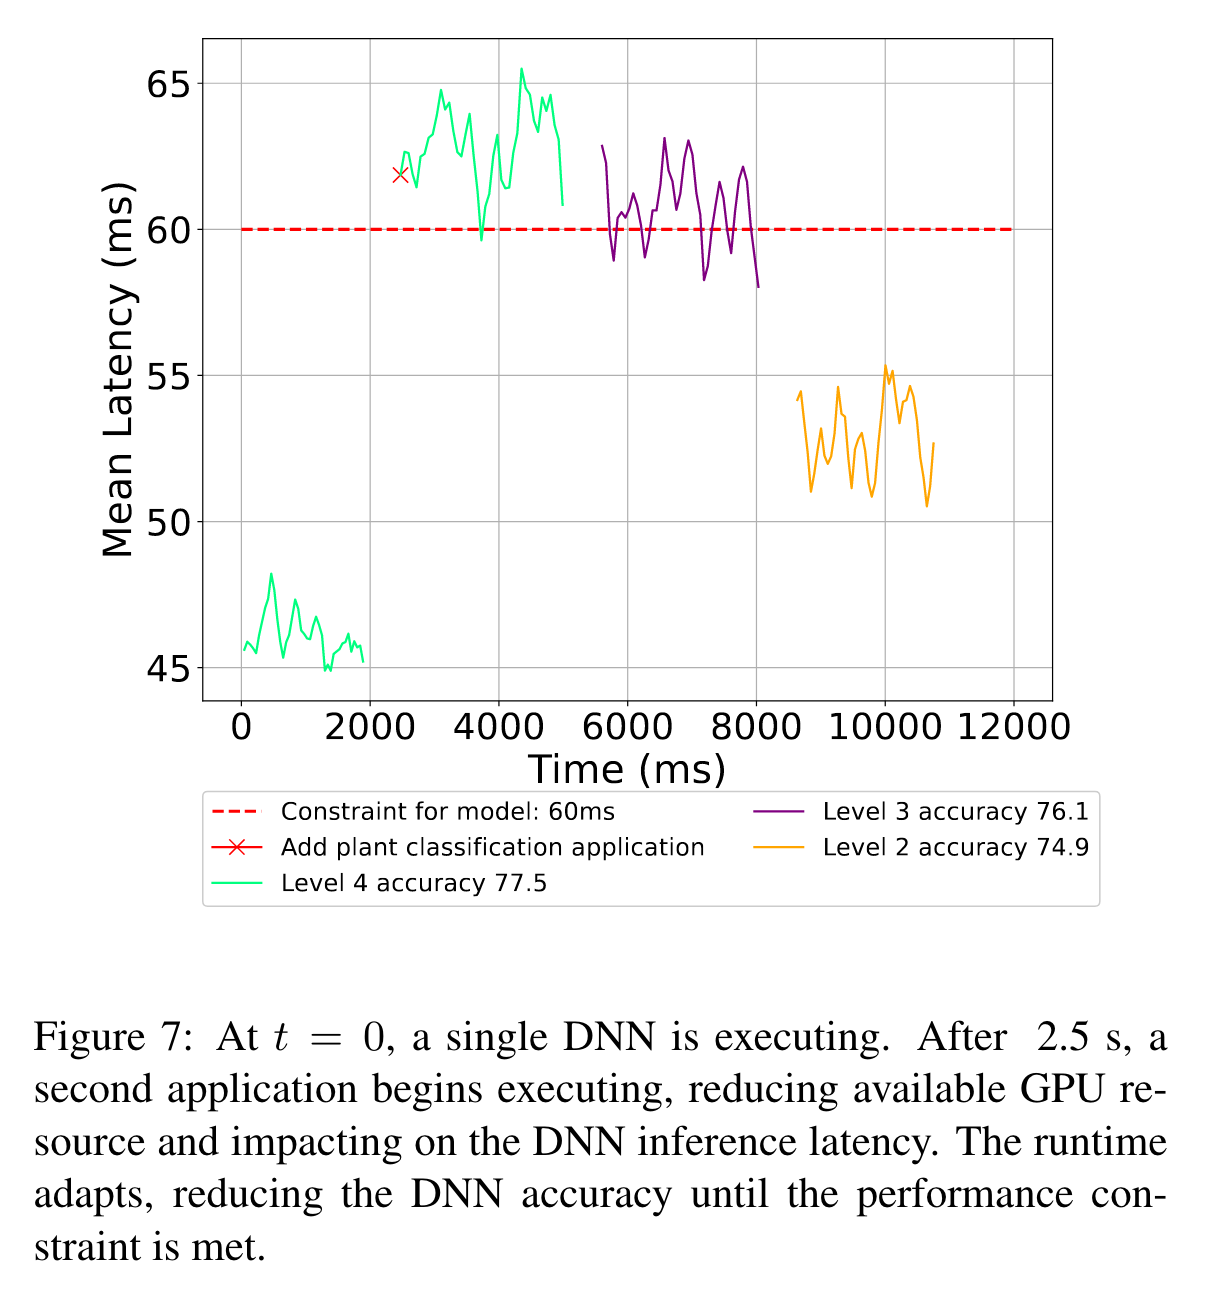 65
60
55
50
45
Mean Latency (ms)
0 2000 4000 6000 8000 10000 12000
Time (ms)
Constraint for model: 60ms
Add plant classification application
Level 4 accuracy 77.5
Level 3 accuracy 76.1
Level 2 accuracy 74.9
Figure 7: At t = 0, a single DNN is executing. After 2.5 s, a
second application begins executing, reducing available GPU re-
source and impacting on the DNN inference latency. The runtime
adapts, reducing the DNN accuracy until the performance con-
straint is met.